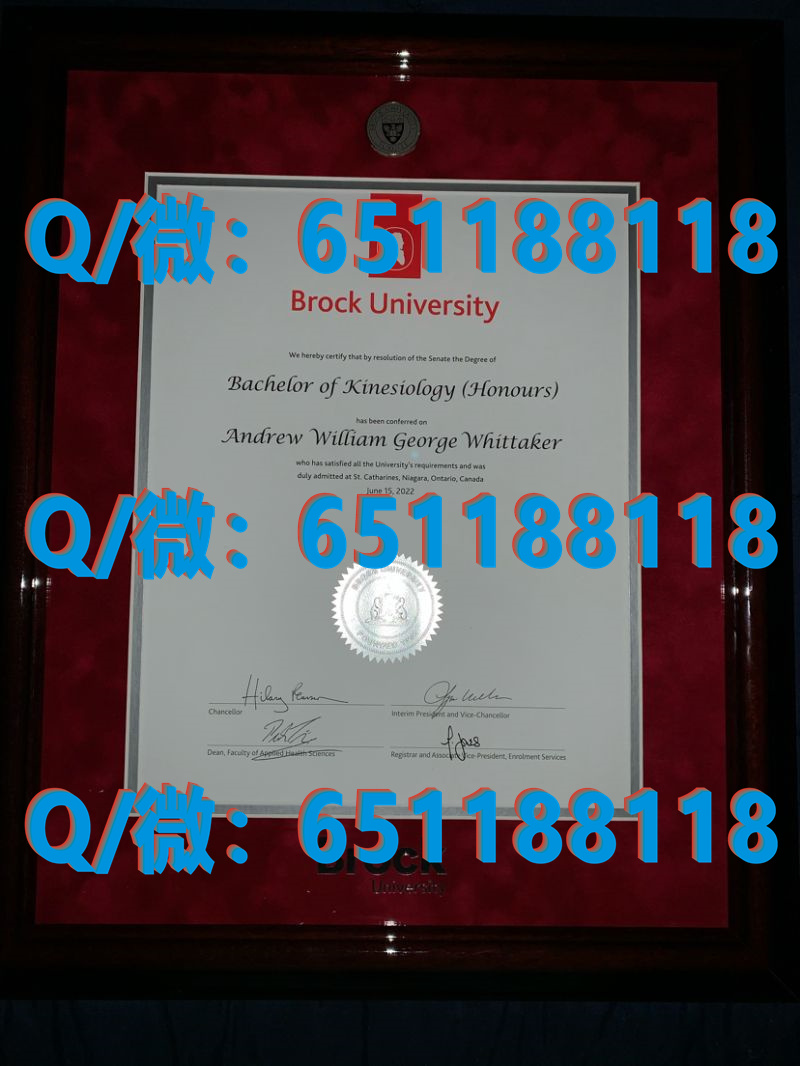 Q/微：651188118
Brock University
We hereby certify that by resolution of the Senate the Degree of
Bachelor of Kinesiology (Honours)
has been conferred on
Andrew William George Whittaker
who has satisfied all the University's requirements and was
duly admitted at St. Catharines, Niagara, Ontario, Canada
June 15, 2022
Q/微：651188118
BROCK UNIVERSITY
Chancellor
Interim President and Vice-Chancellor
Dean, Faculty of Applied Health Sciences
Registrar and Associate Vice-President, Enrolment Services
Q/微：651188118
Brock
University